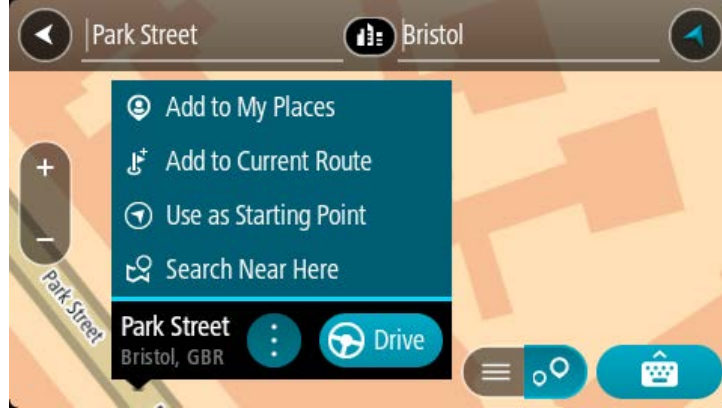 Park Street
Bristol
Add to My Places
Add to Current Route
Use as Starting Point
Search Near Here
Park Street
Park Street
Bristol, GBR
Drive